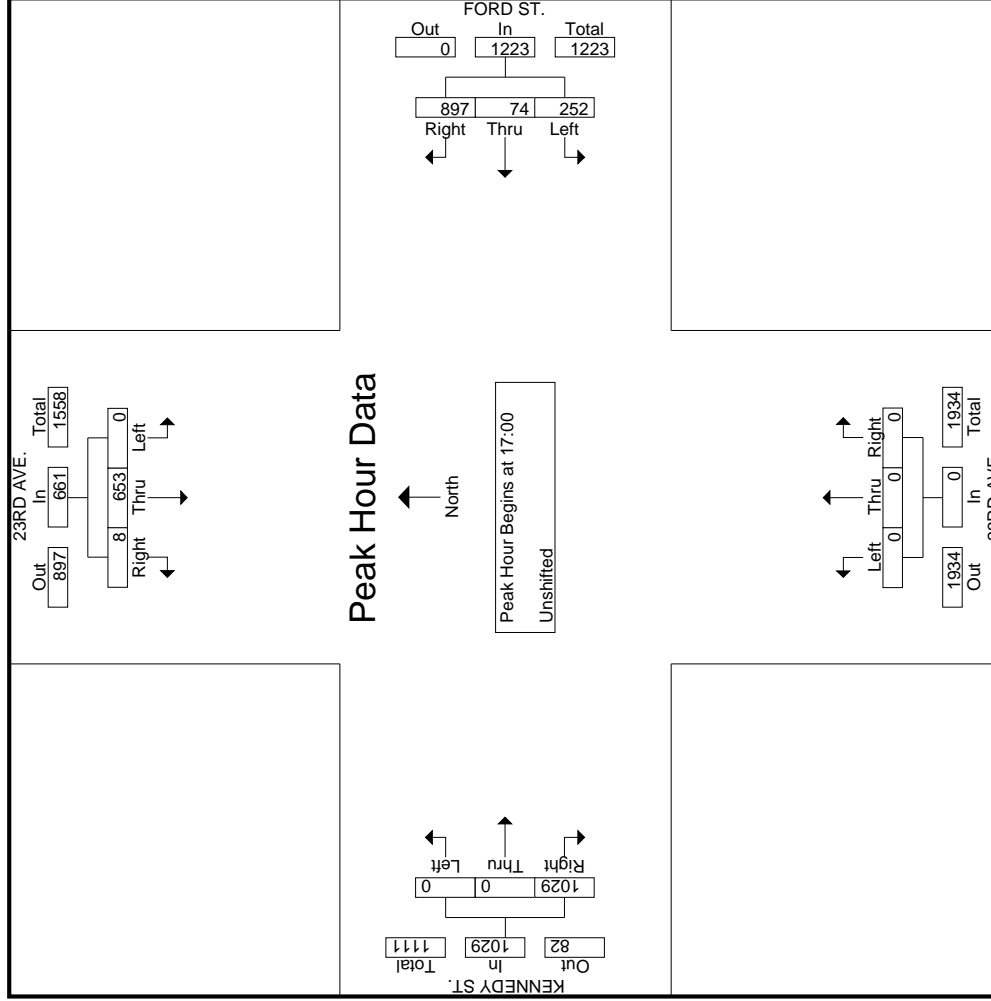 FORD ST.
Out In Total
0 1223 1223
897 74 252
Right Thru Left
23RD AVE.
Out In Total
897 661 1558
8 653 0
Right Thru Left
Peak Hour Data
North
Peak Hour Begins at 17:00
Unshifted
Left Thru Right
0 0 0
1934 0 1934
Out In Total
Left Thru Right
0 0 1029
1111 1029 82
Total In Out
KENNEDY ST.